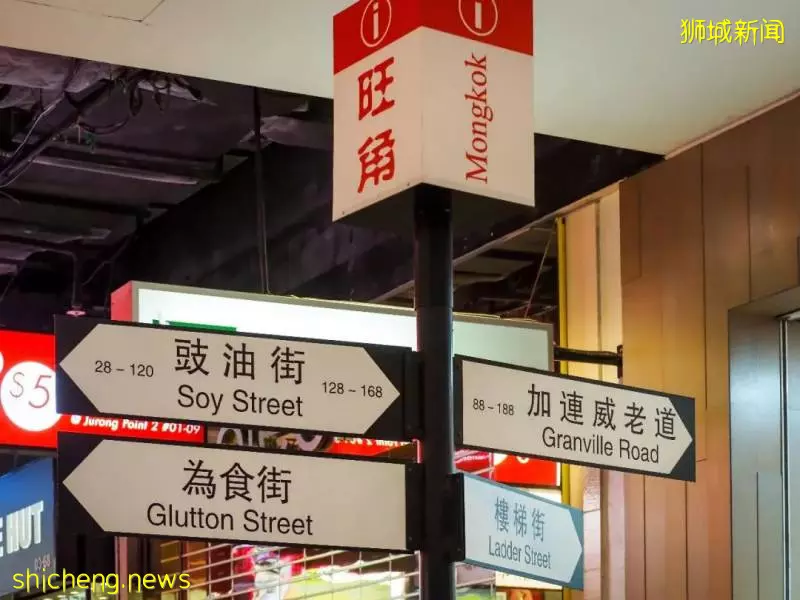 狮城新闻
i
i
旺角
Mongkok
28 – 120
豉油街
128 – 168
Soy Street
88 – 188
加連威老道
Granville Road
$5
@ Jurong Point 2 #01-09
為食街
Glutton Street
樓梯街
Ladder Street
shicheng.news